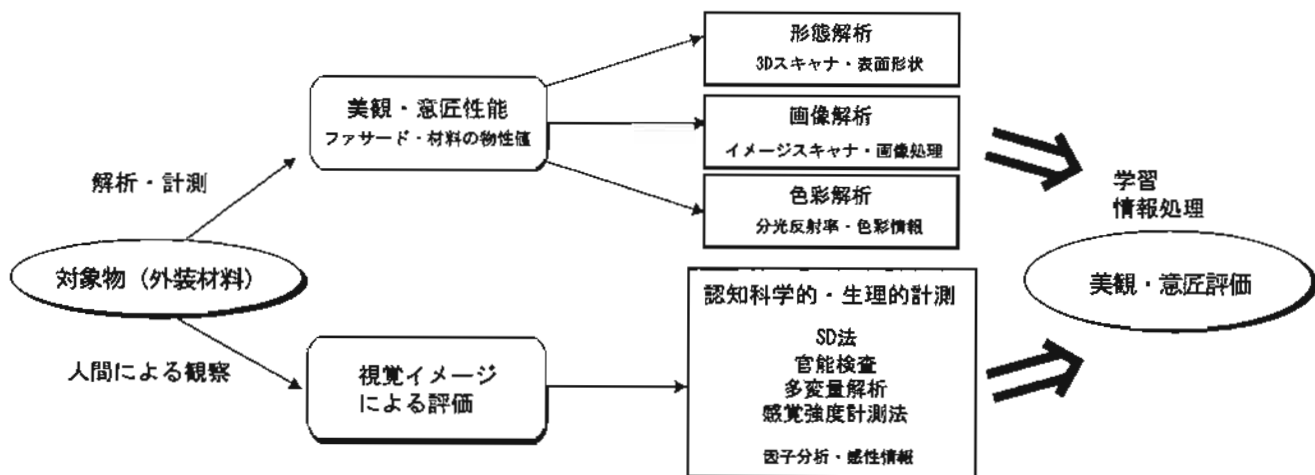 対象物（外装材料）
解析・計測
人間による観察
美観・意匠性能
ファサード・材料の物性値
視覚イメージ
による評価
形態解析
3Dスキャナ・表面形状
画像解析
イメージスキャナ・画像処理
色彩解析
分光反射率・色彩情報
認知科学的・生理的計測
SD法
官能検査
多変量解析
感覚強度計測法
因子分析・感性情報
学習
情報処理
美観・意匠評価